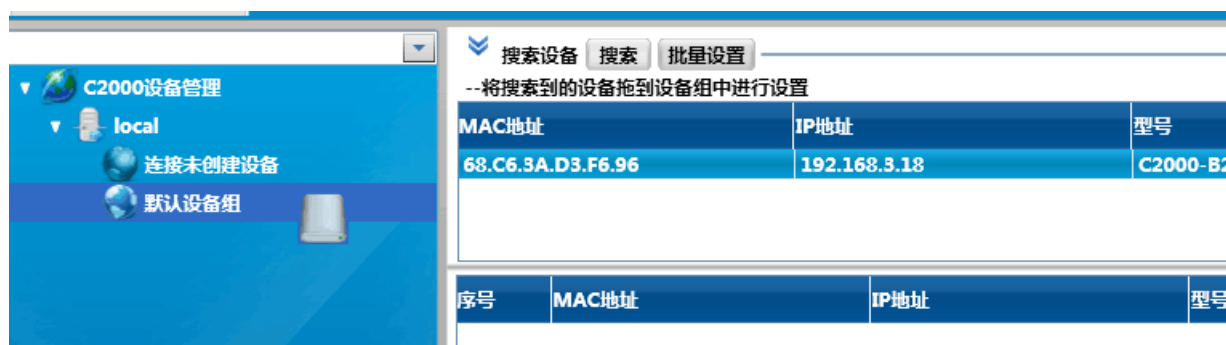 搜索设备 搜索 批量设置
--将搜索到的设备拖到设备组中进行设置
C2000设备管理
local
连接未创建设备
默认设备组
MAC地址 IP地址 型号
68.C6.3A.D3.F6.96 192.168.3.18 C2000-B2
序号 MAC地址 IP地址 型号